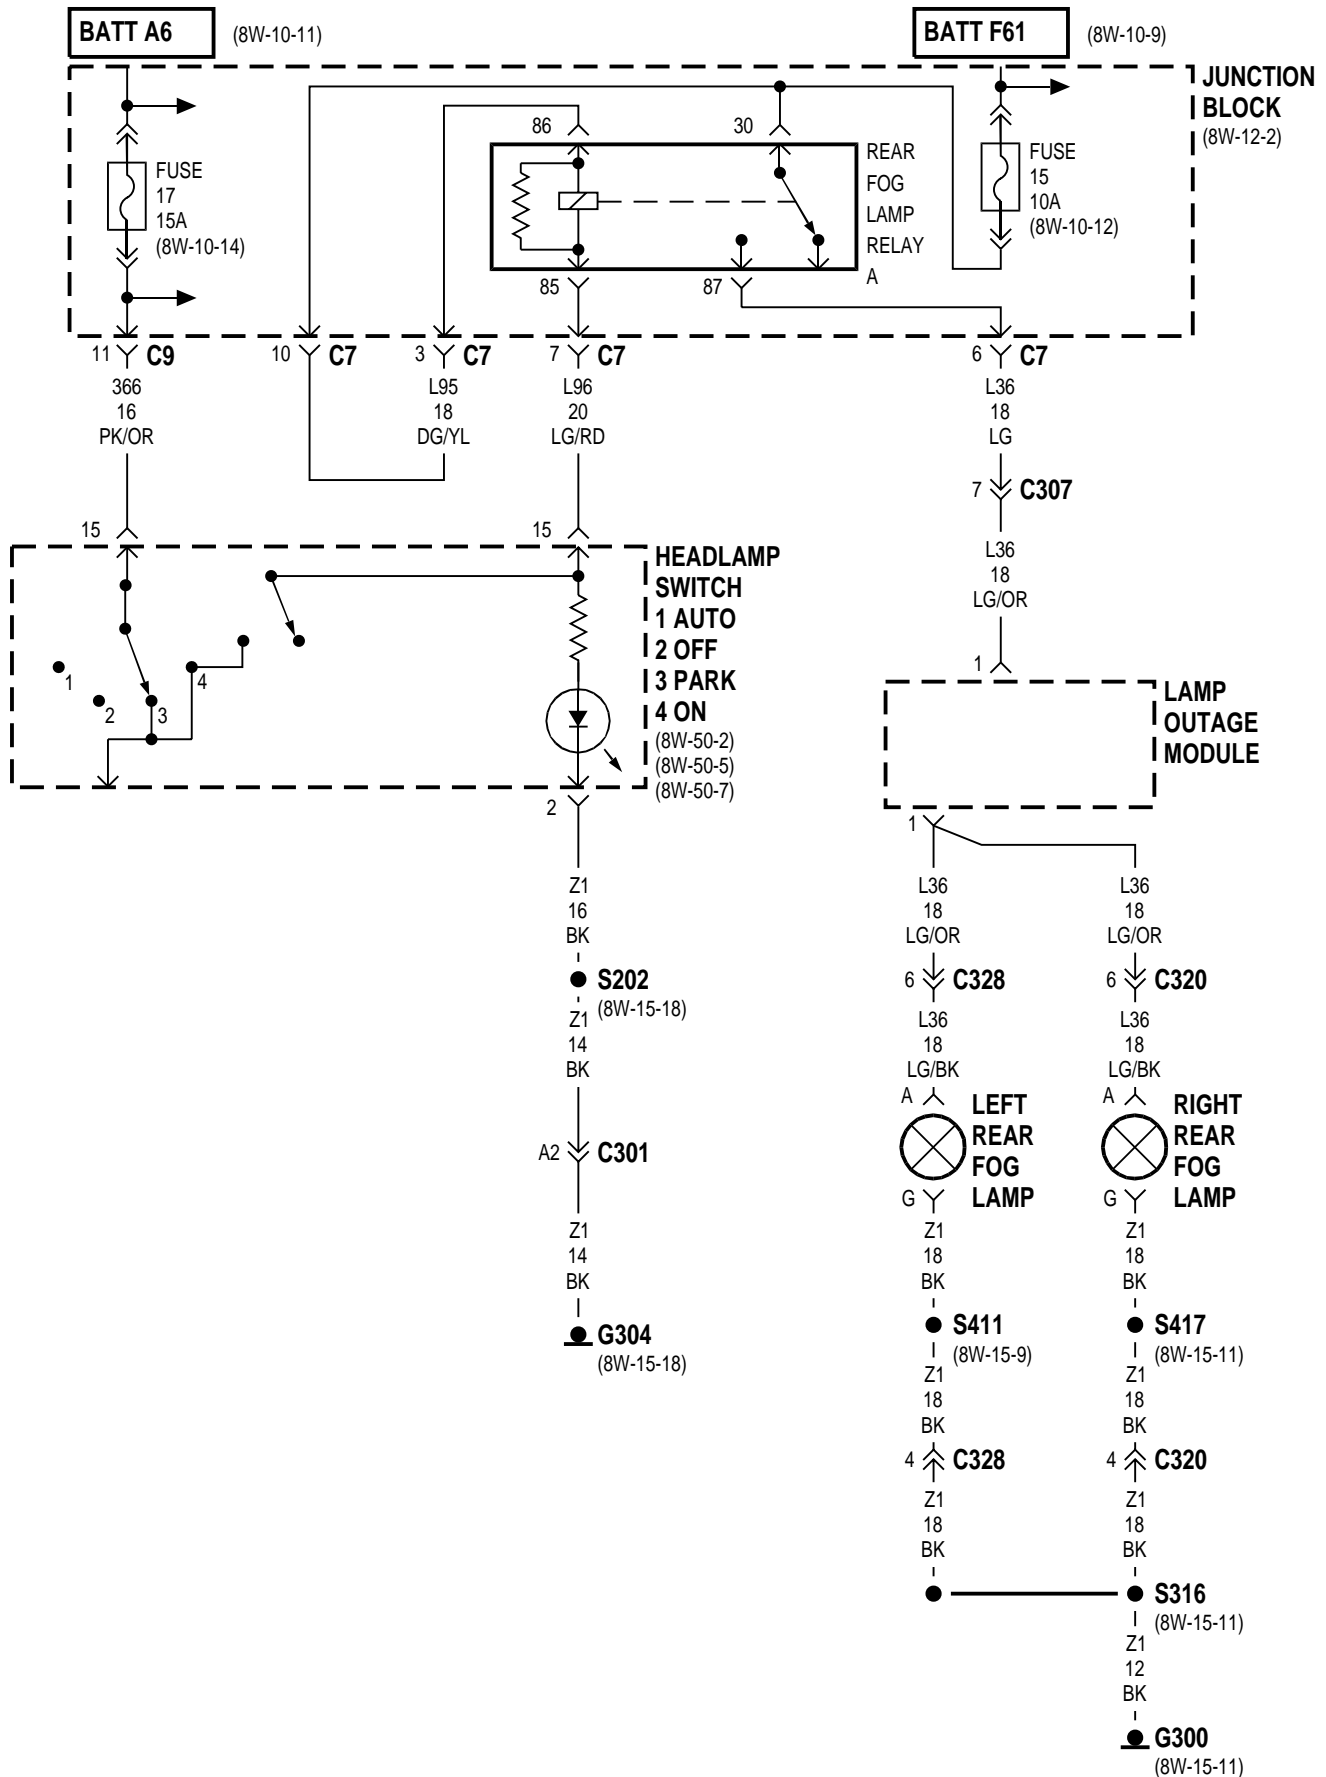 BATT A6
(8W-10-11)
BATT F61
(8W-10-9)
JUNCTION
BLOCK
(8W-12-2)
86
30
FUSE
17
15A
(8W-10-14)
REAR
FOG
LAMP
RELAY
A
FUSE
15
10A
(8W-10-12)
85
87
11
C9
10
C7
3
C7
7
C7
6
C7
366
16
PK/OR
L95
18
DG/YL
L96
20
LG/RD
L36
18
LG
7
C307
L36
18
LG/OR
1
15
15
HEADLAMP
SWITCH
1 AUTO
2 OFF
3 PARK
4 ON
(8W-50-2)
(8W-50-5)
(8W-50-7)
1
2
3
4
LAMP
OUTAGE
MODULE
2
1
Z1
16
BK
S202
(8W-15-18)
Z1
14
BK
A2
C301
Z1
14
BK
G304
(8W-15-18)
L36
18
LG/OR
L36
18
LG/OR
6
C328
6
C320
L36
18
LG/BK
L36
18
LG/BK
A
LEFT
REAR
FOG
LAMP
A
RIGHT
REAR
FOG
LAMP
G
G
Z1
18
BK
Z1
18
BK
S411
(8W-15-9)
S417
(8W-15-11)
Z1
18
BK
Z1
18
BK
4
C328
4
C320
Z1
18
BK
Z1
18
BK
S316
(8W-15-11)
Z1
12
BK
G300
(8W-15-11)